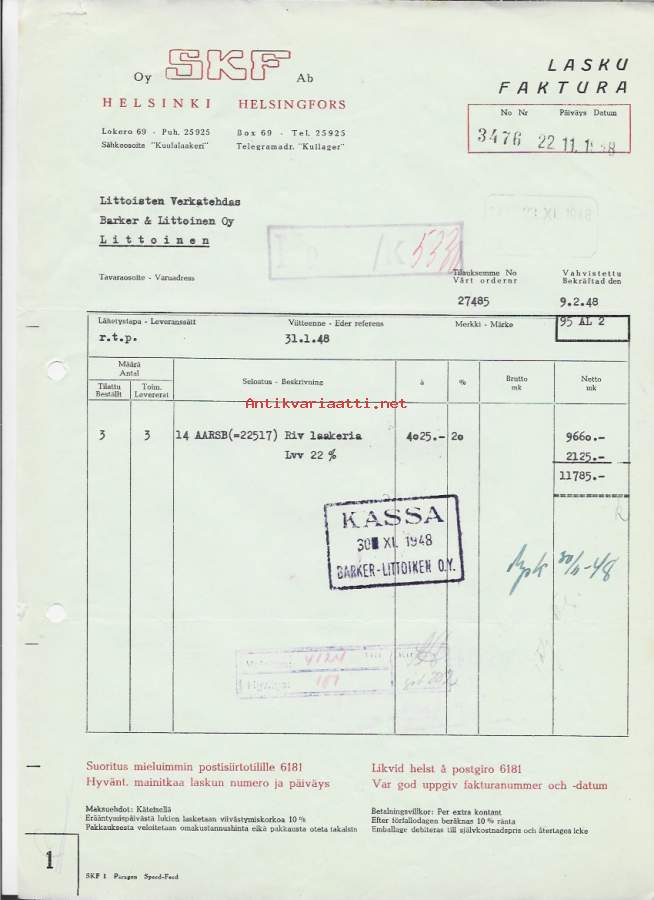 Oy SKF Ab
HELSINKI HELSINGFORS
Lokero 69 - Puh. 25925 Box 69 - Tel. 25925
Sähkeosoite "Kuulalaakeri" Telegramadr. "Kullager"
LASKU
FAKTURA
No Nr Päiväys Datum
3476 22 11. 1948
Littoisten Verkatehdas
Barker & Littoinen Oy
Littoinen
Tavaraosoite - Varuadress
Tilauksemme No Vahvistettu
Vårt ordernr Bekräftad den
27485 9.2.48
Lähetystapa - Leveranssätt Viitteenne - Eder referens Merkki - Märke 95 AL 2
r.t.p. 31.1.48
Määrä
Antal
Tilattu Toim. Selostus - Beskrivning à % Brutto Netto
Beställt Levererat mk mk
Antikvariaatti.net
3 3 14 AARSB(=22517) Riv laakeria 4025.- 20 9660.-
Lvv 22 % 2125.-
11785.-
KASSA
30 XI. 1948
BARKER-LITTOINEN O.Y.
Suoritus mieluimmin postisiirtotilille 6181 Likvid helst å postgiro 6181
Hyvänt. mainitkaa laskun numero ja päiväys Var god uppgiv fakturanummer och -datum
Maksuehdot: Käteisellä Betalningsvillkor: Per extra kontant
Erääntymispäivästä lukien lasketaan viivästymiskorkoa 10 % Efter förfallodagen beräknas 10 % ränta
Pakkauksesta veloitetaan omakustannushinta eikä pakkausta oteta takaisin Emballage debiteras till självkostnadspris och återtages icke
1
SKF 1 Paragon Speed-Feed